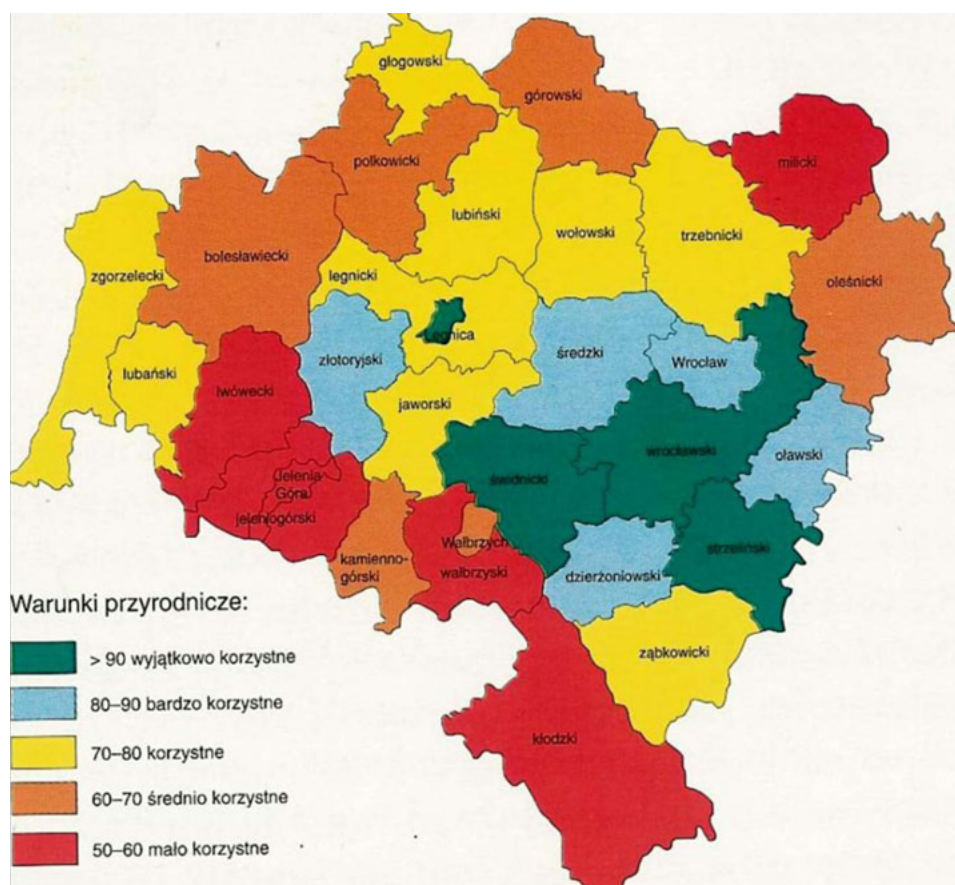 głogowski
górowski
polkowicki
milicki
lubiński
wołowski
trzebnicki
bolesławiecki
zgorzelecki
legnicki
oleśnicki
Legnica
złotoryjski
średzki
Wrocław
lubański
lwówecki
jaworski
wrocławski
oławski
Jelenia
Góra
świdnicki
jeleniogórski
Wałbrzych
strzeliński
kamienno-
górski
wałbrzyski
dzierżoniowski
ząbkowicki
kłodzki
Warunki przyrodnicze:
> 90 wyjątkowo korzystne
80–90 bardzo korzystne
70–80 korzystne
60–70 średnio korzystne
50–60 mało korzystne